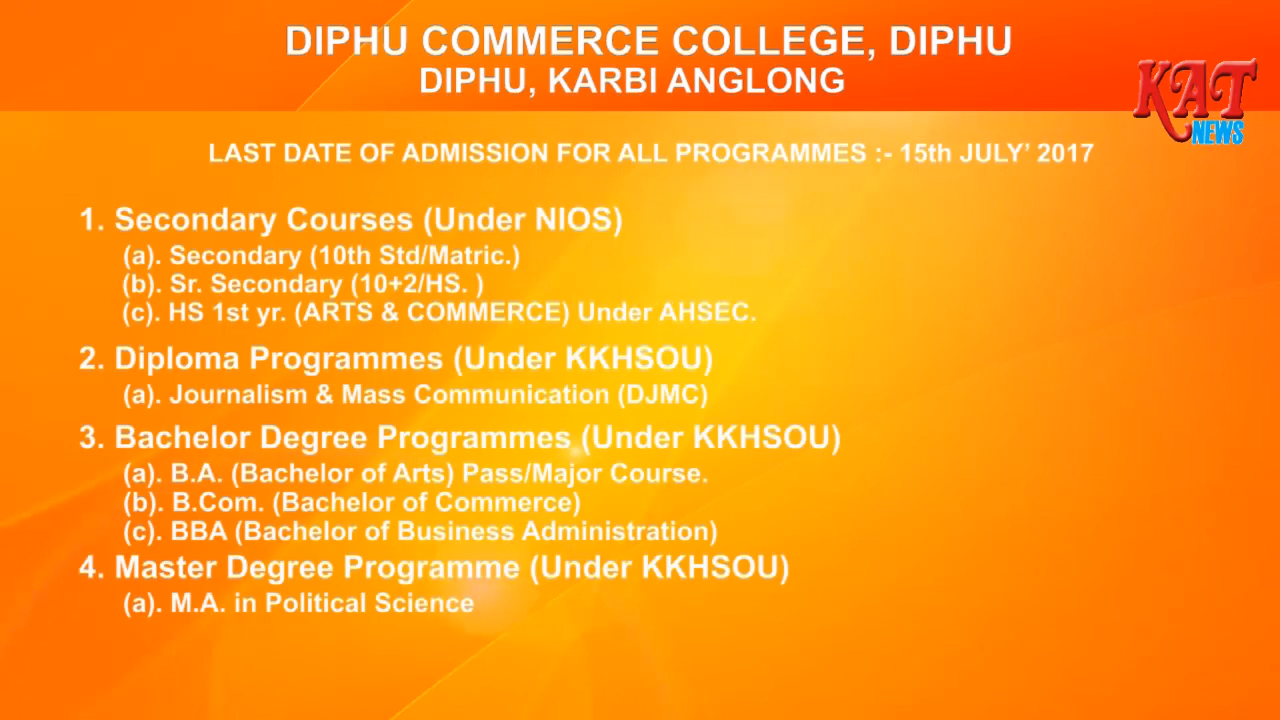 DIPHU COMMERCE COLLEGE, DIPHU
DIPHU, KARBI ANGLONG
KAT
NEWS
LAST DATE OF ADMISSION FOR ALL PROGRAMMES :- 15th JULY’ 2017
1. Secondary Courses (Under NIOS)
(a). Secondary (10th Std/Matric.)
(b). Sr. Secondary (10+2/HS. )
(c). HS 1st yr. (ARTS & COMMERCE) Under AHSEC.
2. Diploma Programmes (Under KKHSOU)
(a). Journalism & Mass Communication (DJMC)
3. Bachelor Degree Programmes (Under KKHSOU)
(a). B.A. (Bachelor of Arts) Pass/Major Course.
(b). B.Com. (Bachelor of Commerce)
(c). BBA (Bachelor of Business Administration)
4. Master Degree Programme (Under KKHSOU)
(a). M.A. in Political Science